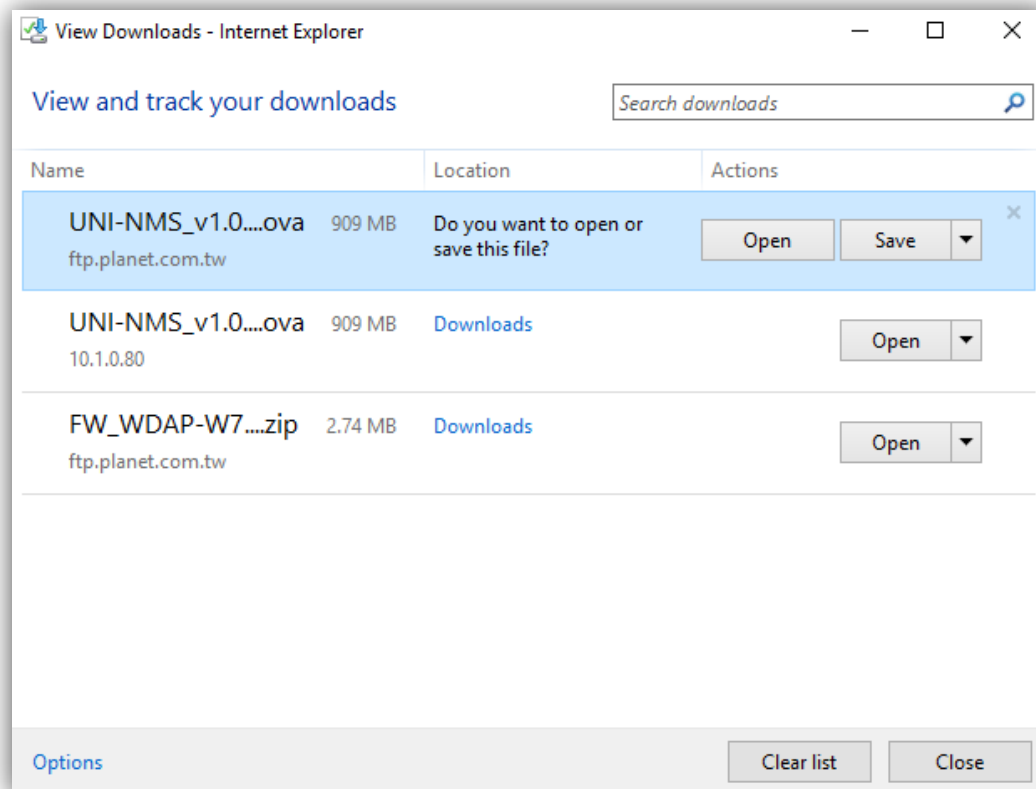 View Downloads - Internet Explorer
View and track your downloads
Search downloads
Name Location Actions
UNI-NMS_v1.0....ova 909 MB Do you want to open or
save this file? Open Save
ftp.planet.com.tw
UNI-NMS_v1.0....ova 909 MB Downloads Open
10.1.0.80
FW_WDAP-W7....zip 2.74 MB Downloads Open
ftp.planet.com.tw
Options Clear list Close